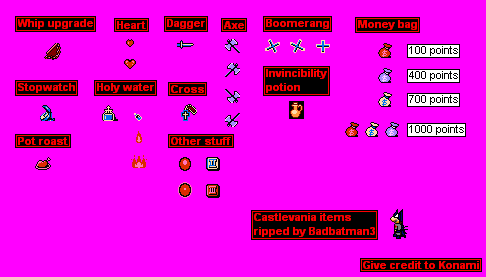 Whip upgrade
Heart
Dagger
Axe
Boomerang
Money bag
100 points
400 points
700 points
1000 points
Stopwatch
Holy water
Cross
Invincibility
potion
Pot roast
Other stuff
Castlevania items
ripped by Badbatman3
Give credit to Konami